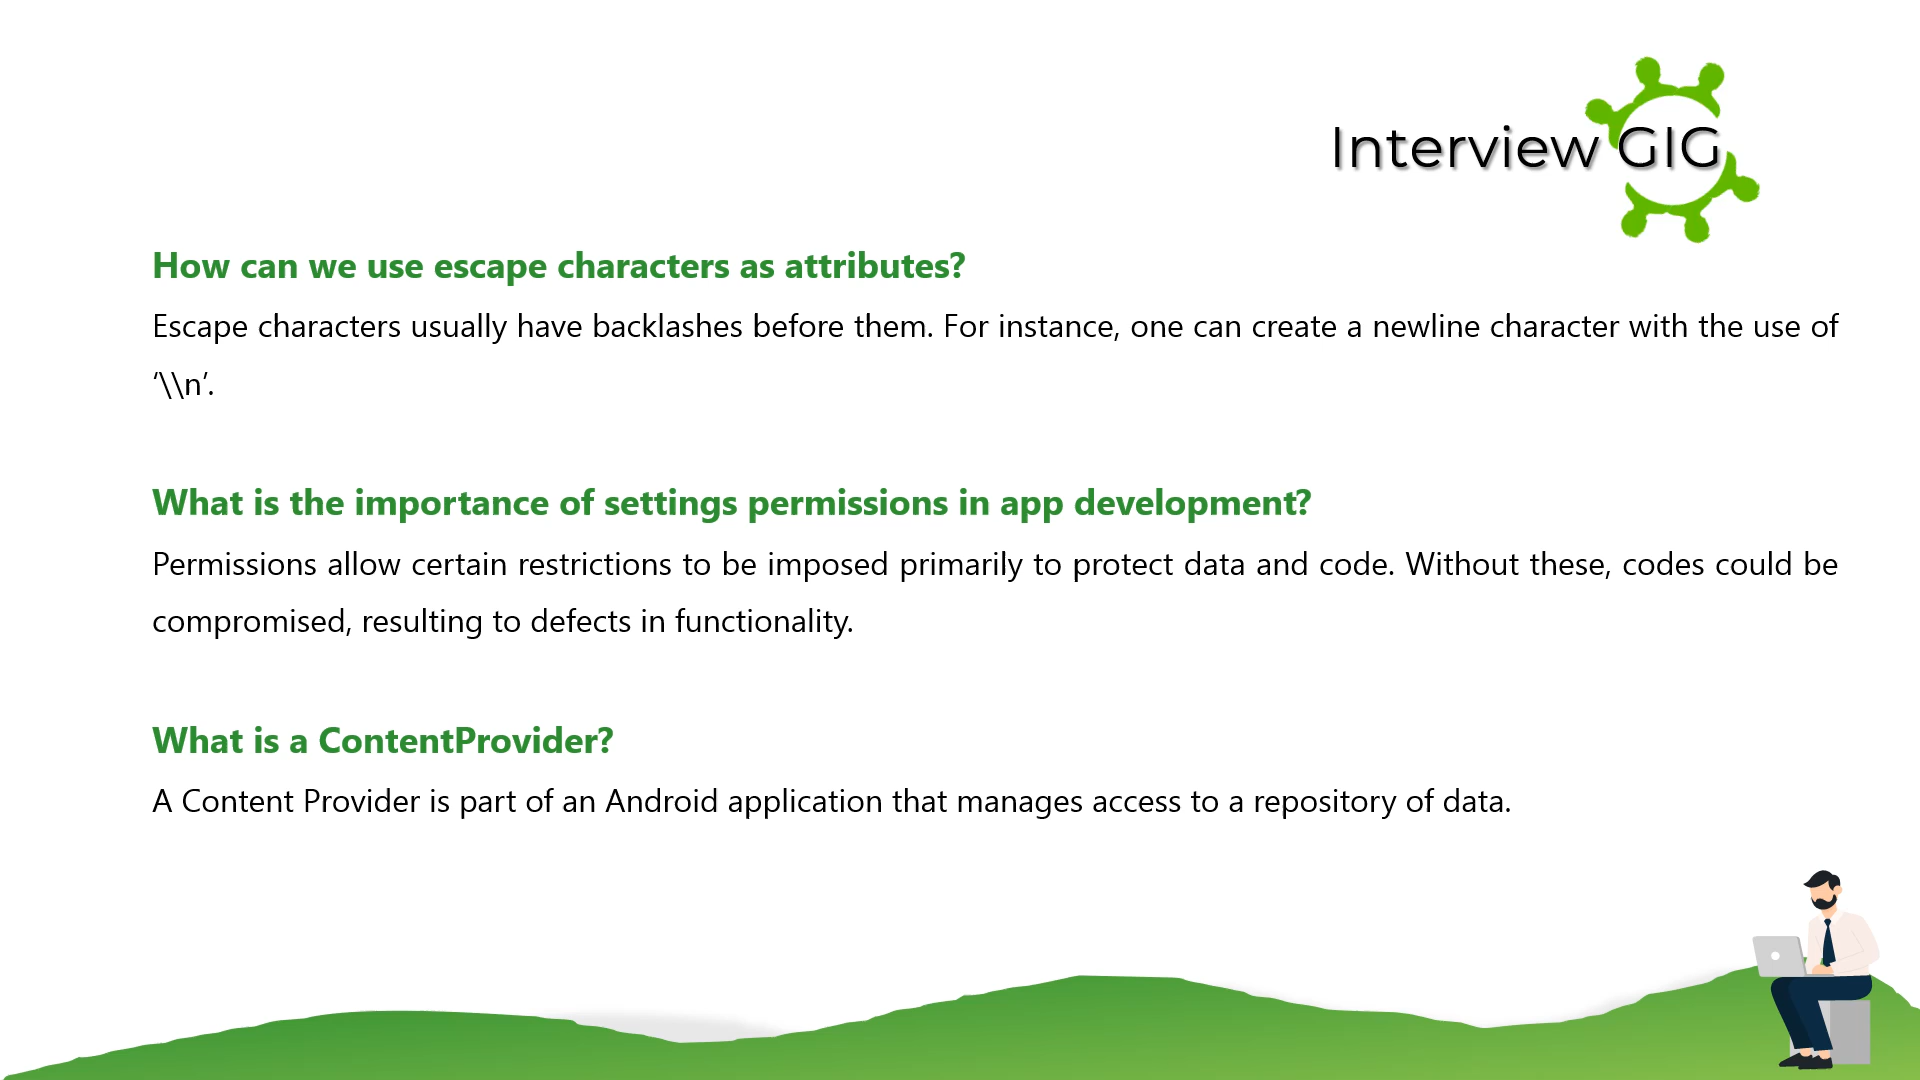 Interview GIG
How can we use escape characters as attributes?
Escape characters usually have backlashes before them. For instance, one can create a newline character with the use of
‘\\n’.
What is the importance of settings permissions in app development?
Permissions allow certain restrictions to be imposed primarily to protect data and code. Without these, codes could be
compromised, resulting to defects in functionality.
What is a ContentProvider?
A Content Provider is part of an Android application that manages access to a repository of data.